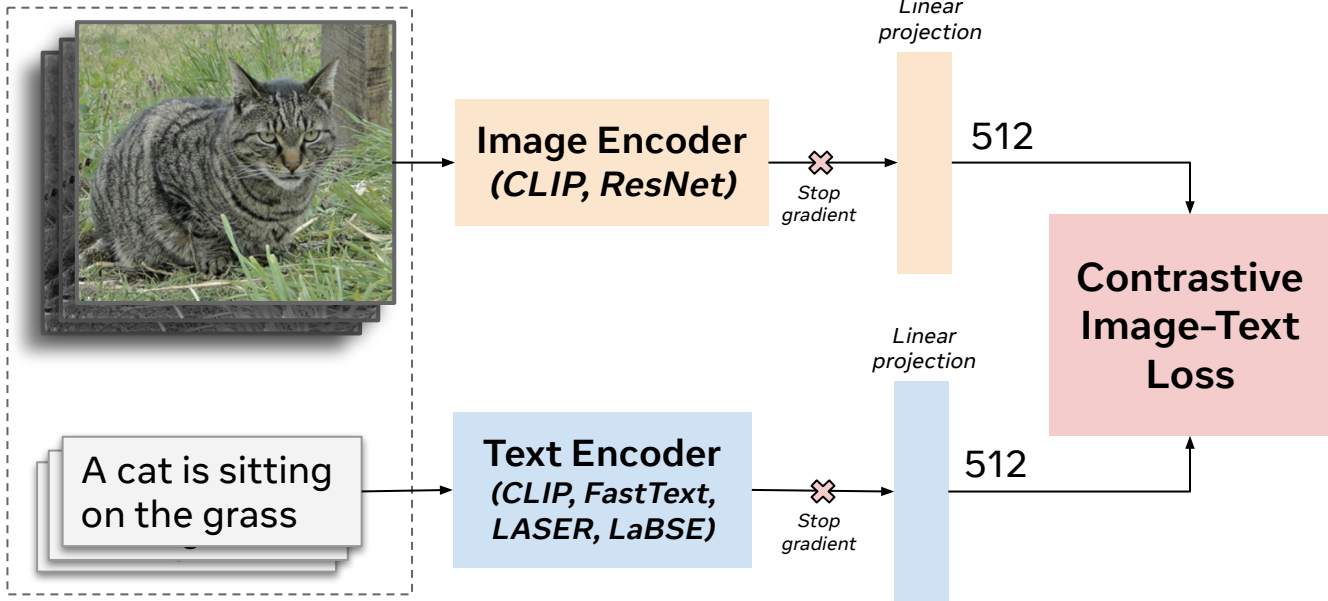 Linear
projection
Image Encoder
(CLIP, ResNet)
Stop
gradient
512
Contrastive
Image-Text
Loss
A cat is sitting
on the grass
Text Encoder
(CLIP, FastText,
LASER, LaBSE)
Stop
gradient
Linear
projection
512